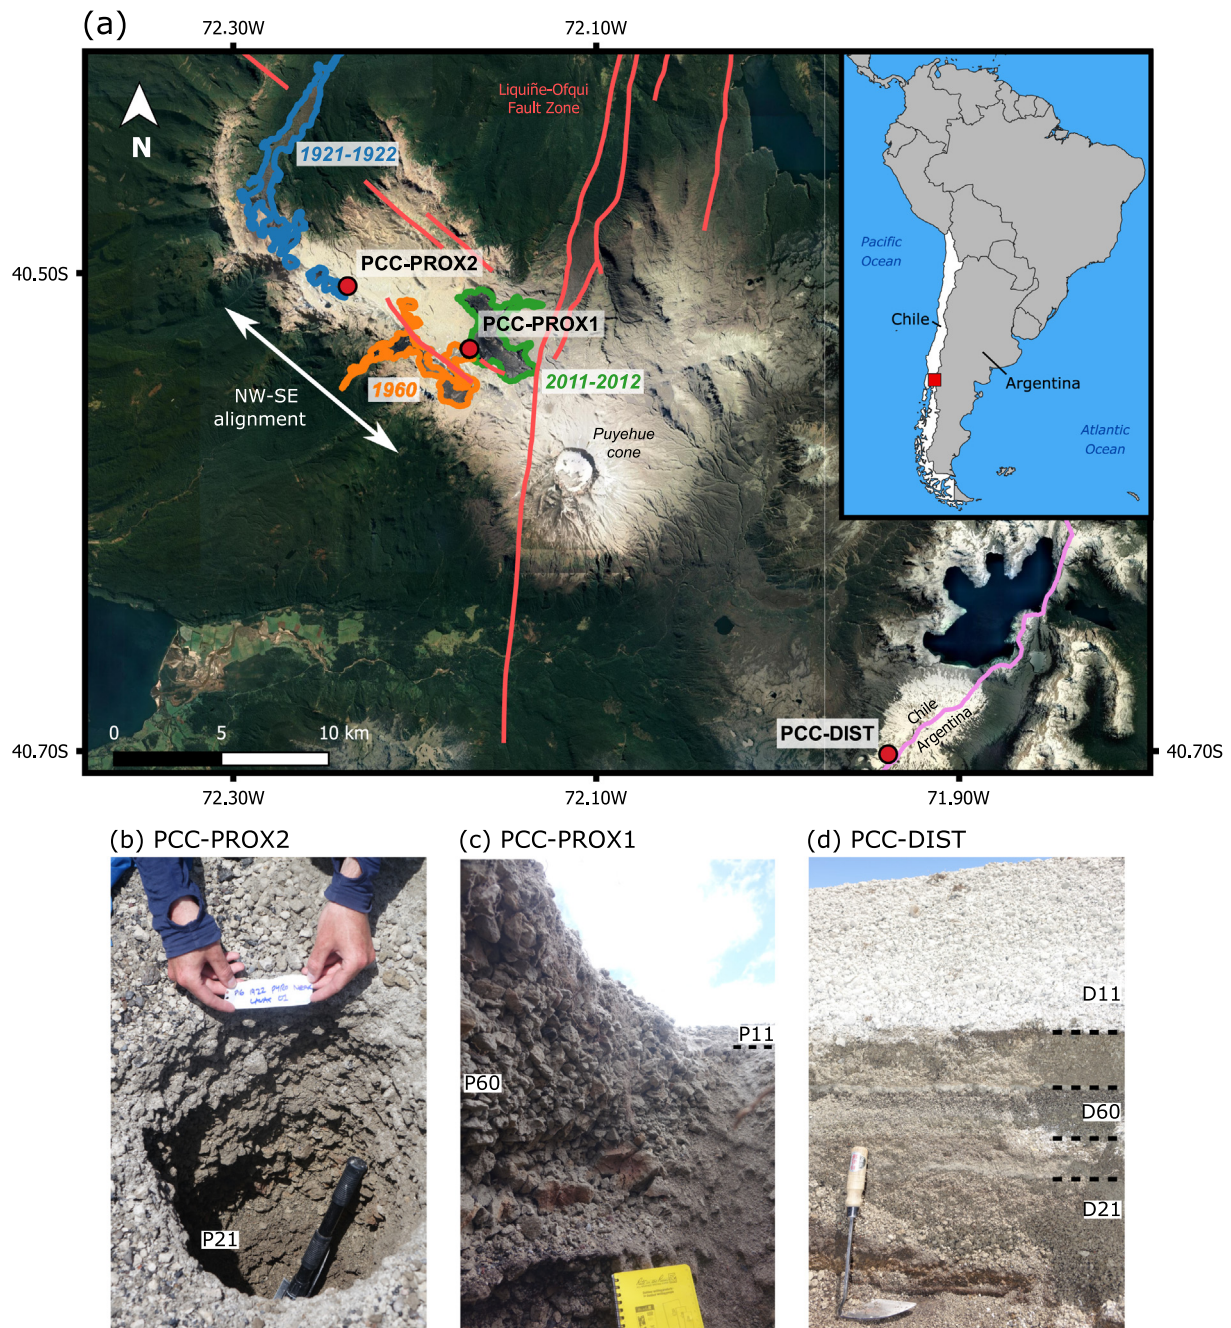 (a)
72.30W
72.10W
N
Liquiñe-Ofqui
Fault Zone
1921-1922
Pacific
Ocean
PCC-PROX2
40.50S
PCC-PROX1
Chile
1960
2011-2012
Argentina
NW-SE
alignment
Puyehue
cone
Atlantic
Ocean
0
5
10 km
Chile
Argentina
PCC-DIST
40.70S
40.70S
72.30W
72.10W
71.90W
(b) PCC-PROX2
(c) PCC-PROX1
(d) PCC-DIST
D11
P11
P60
D60
D21
P21